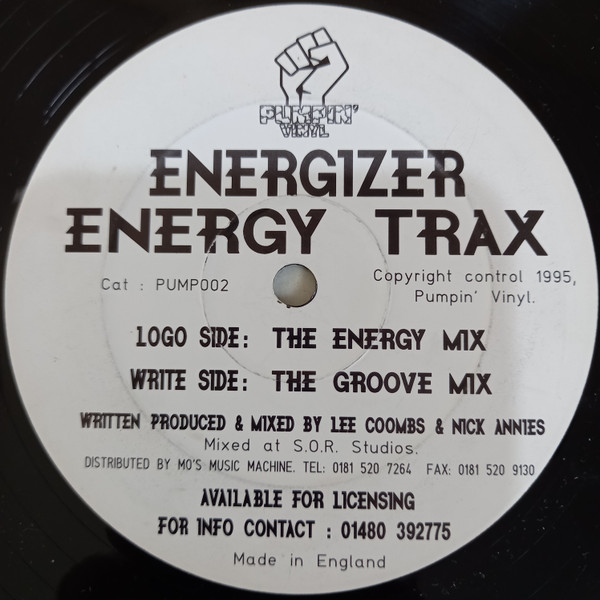 PUMPIN'
VINYL
ENERGIZER
ENERGY TRAX
Cat : PUMP002
Copyright control 1995,
Pumpin' Vinyl.
LOGO SIDE: THE ENERGY MIX
WRITE SIDE: THE GROOVE MIX
WRITTEN PRODUCED & MIXED BY LEE COOMBS & NICK ANNIES
Mixed at S.O.R. Studios.
DISTRIBUTED BY MO'S MUSIC MACHINE. TEL: 0181 520 7264 FAX: 0181 520 9130
AVAILABLE FOR LICENSING
FOR INFO CONTACT : 01480 392775
Made in England